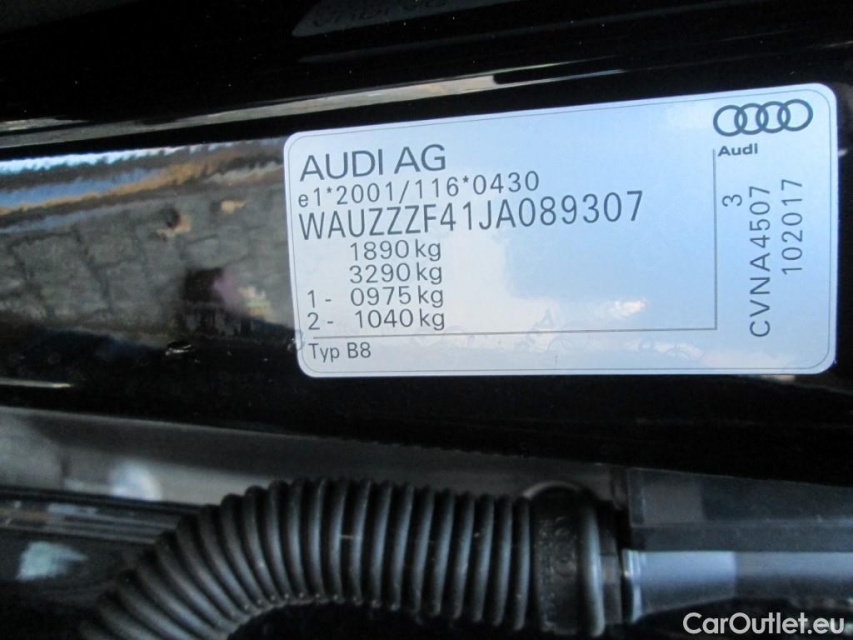 AUDI AG
e1*2001/116*0430
WAUZZZF41JA089307
1890 kg
3290 kg
1 - 0975 kg
2 - 1040 kg
Typ B8
Audi
3
CVNA4507
102017
CarOutlet.eu